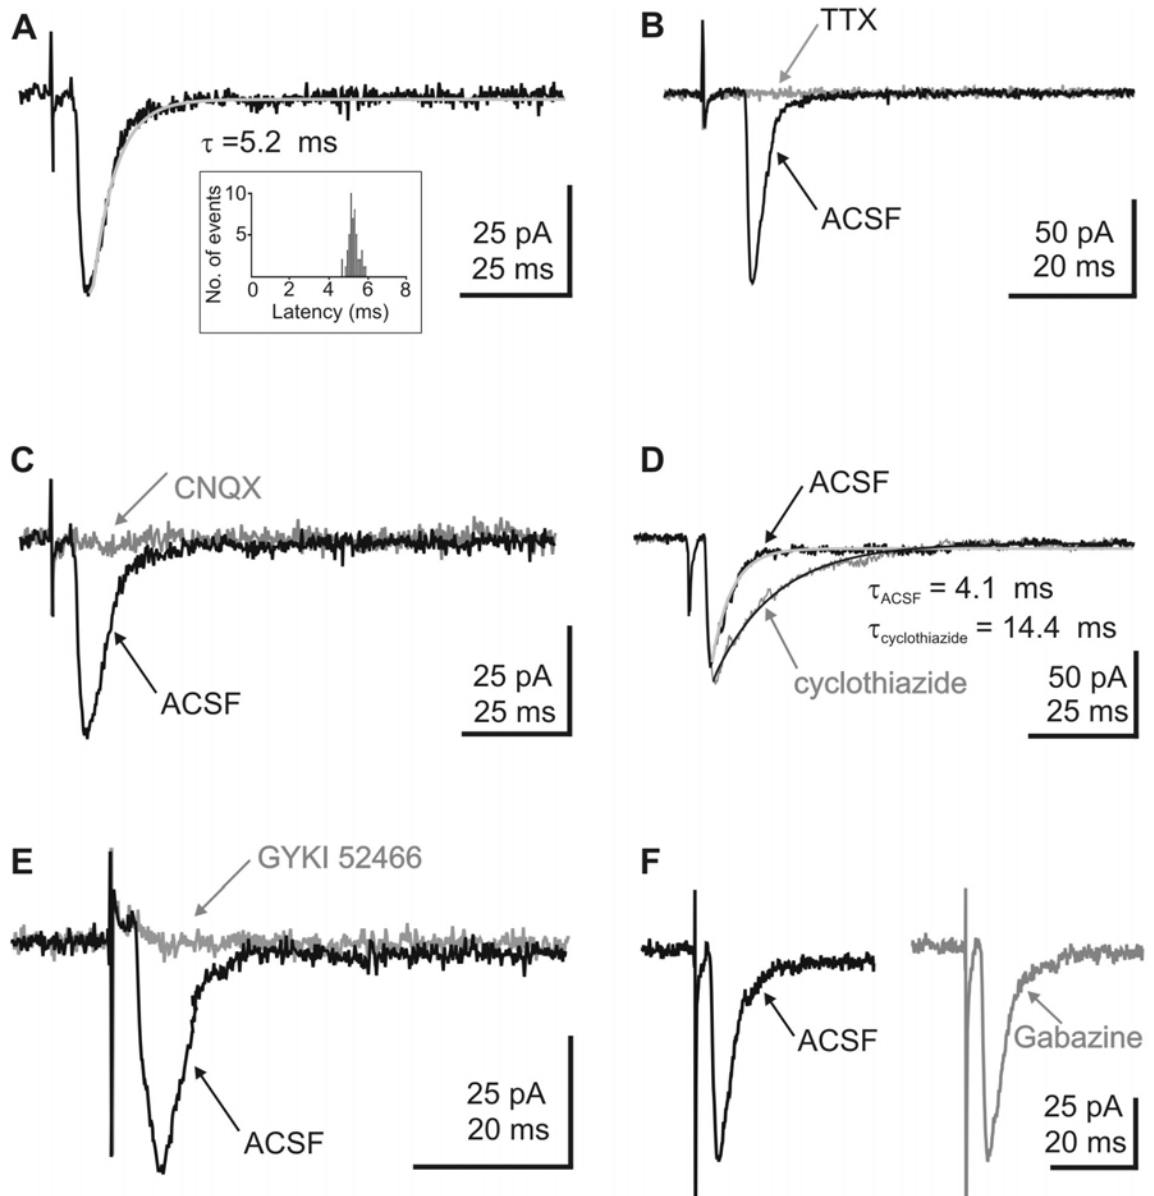 A
τ =5.2 ms
No. of events
10
5
0 2 4 6 8
Latency (ms)
25 pA
25 ms
B
TTX
ACSF
50 pA
20 ms
C
CNQX
ACSF
25 pA
25 ms
D
ACSF
τACSF = 4.1 ms
τcyclothiazide = 14.4 ms
cyclothiazide
50 pA
25 ms
E
GYKI 52466
ACSF
25 pA
20 ms
F
ACSF
Gabazine
25 pA
20 ms